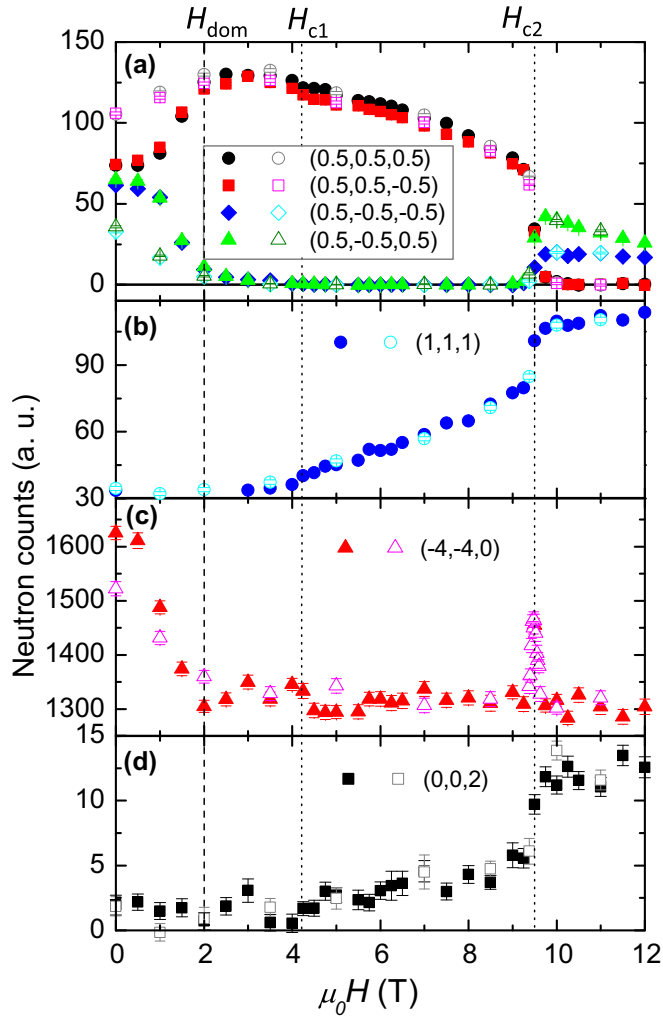 H_dom H_c1 H_c2
150
(a)
100
(0.5,0.5,0.5)
(0.5,0.5,-0.5)
50
(0.5,-0.5,-0.5)
(0.5,-0.5,0.5)
0
(b)
(1,1,1)
90
60
30
(c)
1600
(-4,-4,0)
1500
1400
1300
15
(d)
(0,0,2)
10
5
0
0 2 4 6 8 10 12
μ₀H (T)
Neutron counts (a. u.)